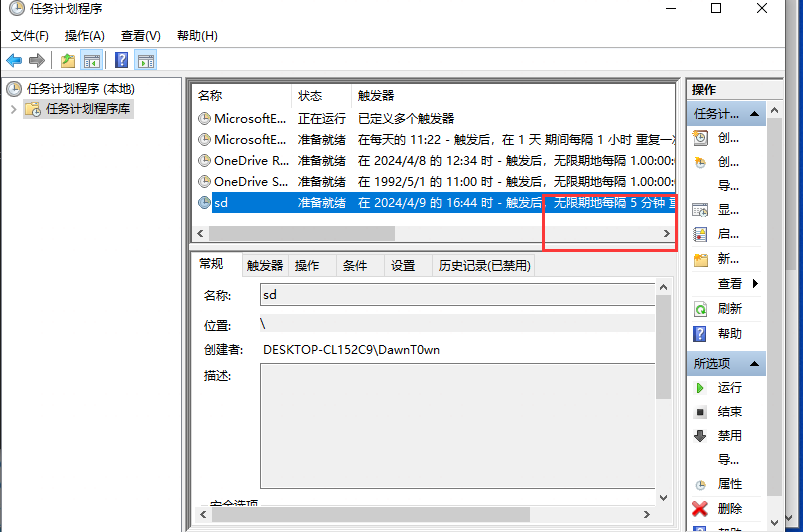 任务计划程序
文件(F) 操作(A) 查看(V) 帮助(H)
任务计划程序 (本地)
任务计划程序库
名称 状态 触发器
MicrosoftE... 正在运行 已定义多个触发器
MicrosoftE... 准备就绪 在每天的 11:22 - 触发后，在 1 天 期间每隔 1 小时 重复一次
OneDrive R... 准备就绪 在 2024/4/8 的 12:34 时 - 触发后，无限期地每隔 1.00:00:
OneDrive S... 准备就绪 在 1992/5/1 的 11:00 时 - 触发后，无限期地每隔 1.00:00:
sd 准备就绪 在 2024/4/9 的 16:44 时 - 触发后，无限期地每隔 5 分钟 重
常规 触发器 操作 条件 设置 历史记录(已禁用)
名称: sd
位置: \
创建者: DESKTOP-CL152C9\DawnT0wn
描述:
安全选项
操作
任务计...
创...
创...
导...
显...
启...
新...
查看
刷新
帮助
所选项
运行
结束
禁用
导...
属性
删除
帮助